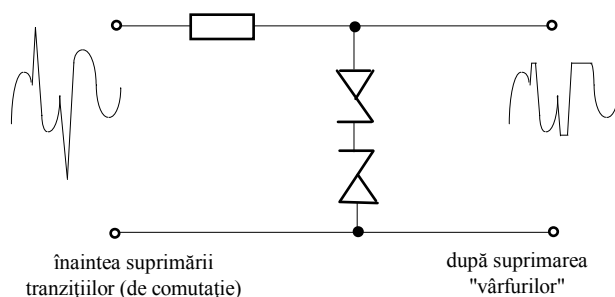 înaintea suprimării
tranzițiilor (de comutație)
după suprimarea
"vârfurilor"